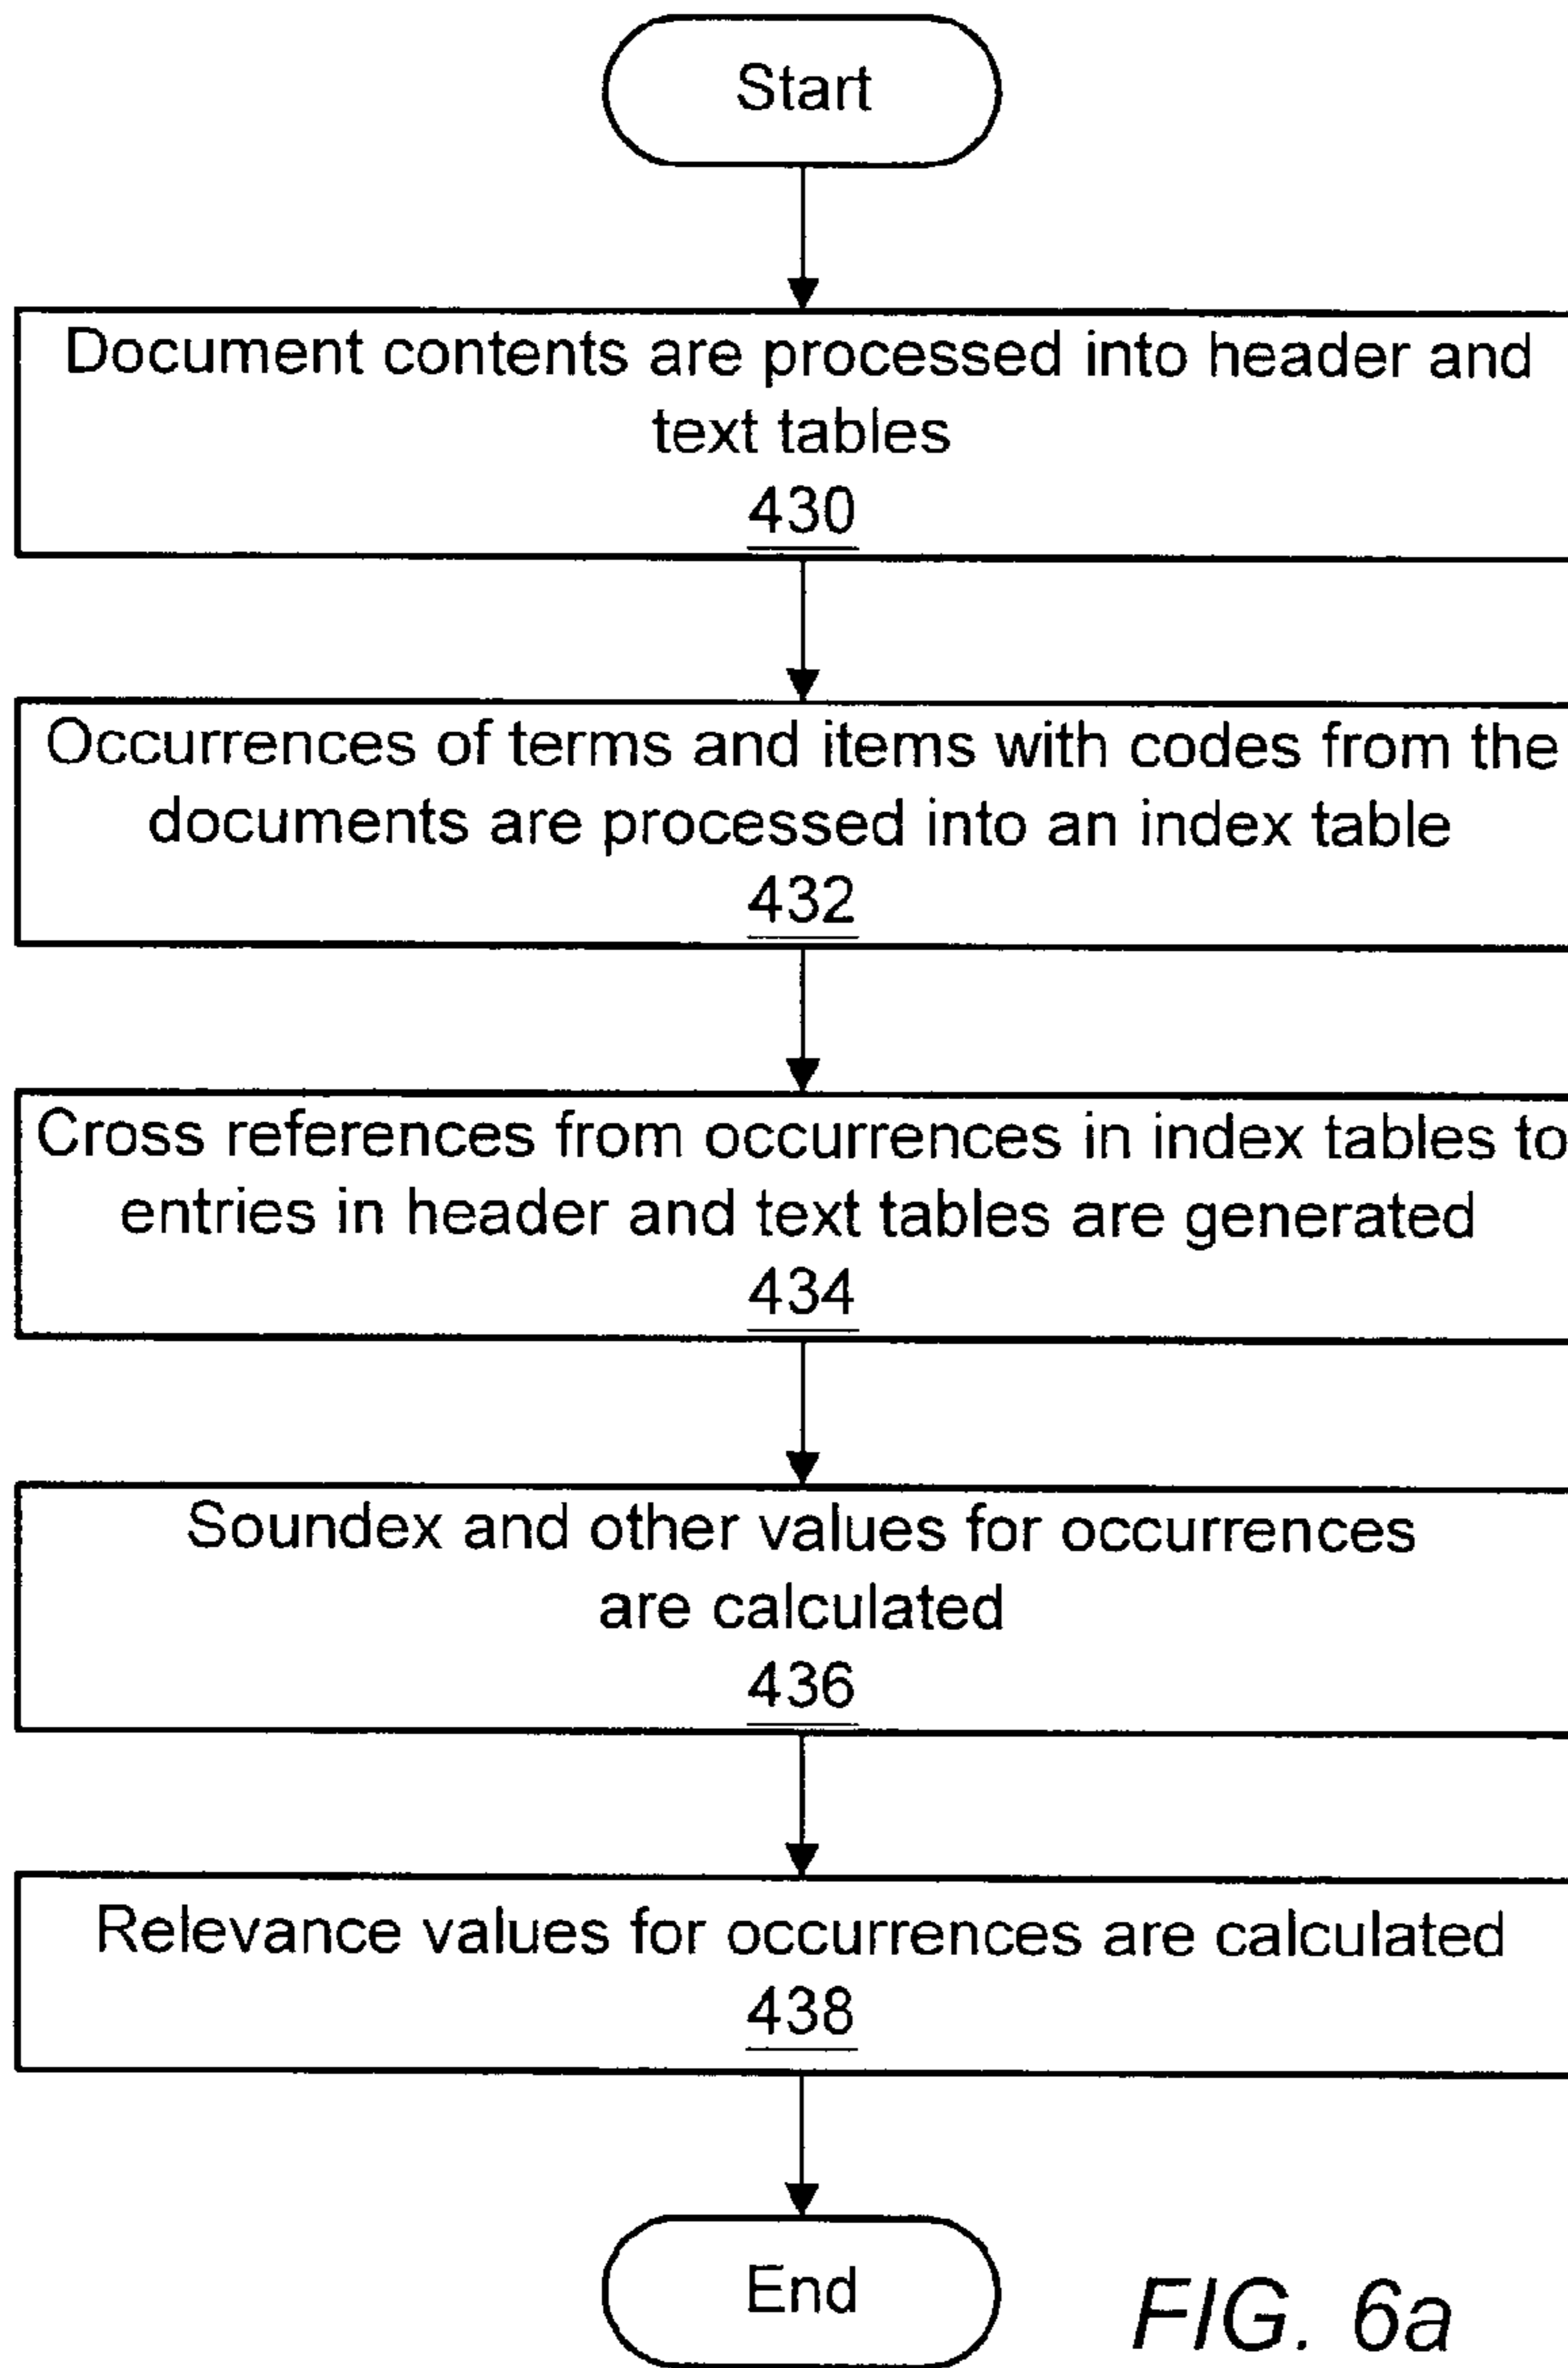 Start
Document contents are processed into header and
text tables
430
Occurrences of terms and items with codes from the
documents are processed into an index table
432
Cross references from occurrences in index tables to
entries in header and text tables are generated
434
Soundex and other values for occurrences
are calculated
436
Relevance values for occurrences are calculated
438
End
FIG. 6a